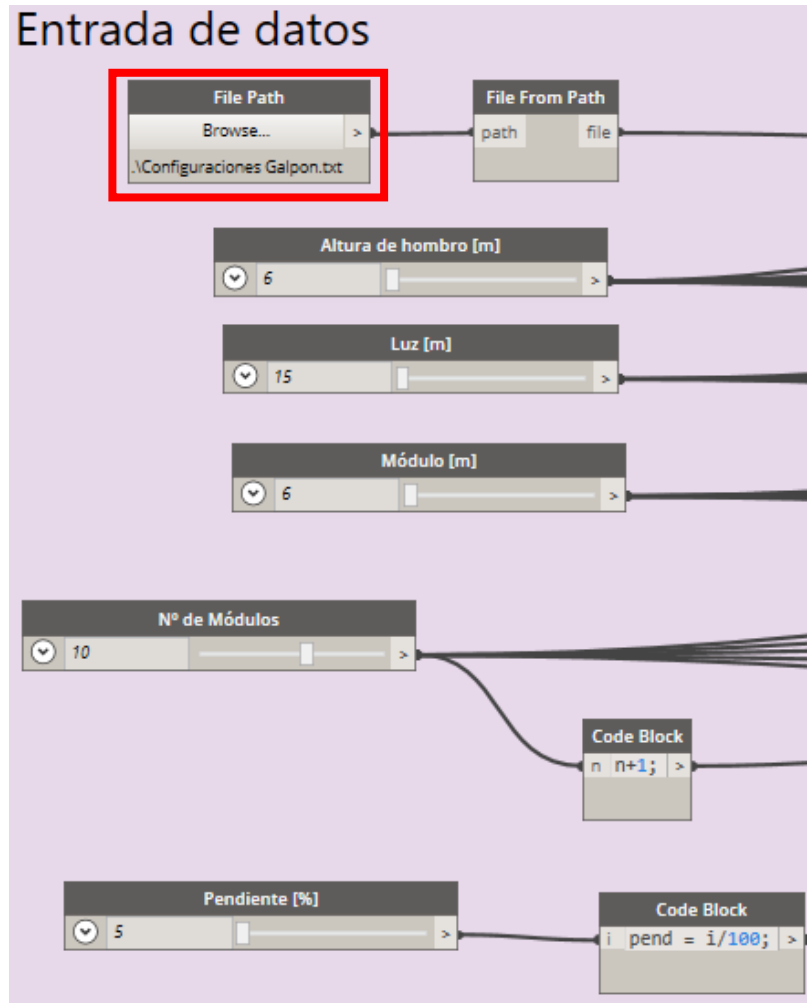 Entrada de datos
File Path
Browse... >
.\Configuraciones Galpon.txt
File From Path
path file
Altura de hombro [m]
6 >
Luz [m]
15 >
Módulo [m]
6 >
Nº de Módulos
10 >
Code Block
n n+1; >
Pendiente [%]
5 >
Code Block
i pend = i/100; >